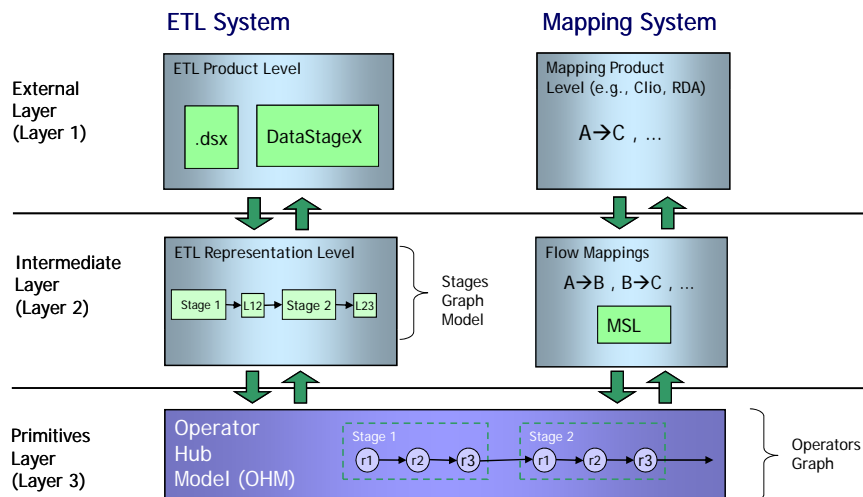 ETL System
Mapping System
External
Layer
(Layer 1)
ETL Product Level
.dsx
DataStageX
Mapping Product
Level (e.g., Clio, RDA)
A→C , ...
Intermediate
Layer
(Layer 2)
ETL Representation Level
Stage 1
L12
Stage 2
L23
Stages
Graph
Model
Flow Mappings
A→B , B→C , ...
MSL
Primitives
Layer
(Layer 3)
Operator
Hub
Model (OHM)
Stage 1
r1
r2
r3
Stage 2
r1
r2
r3
Operators
Graph